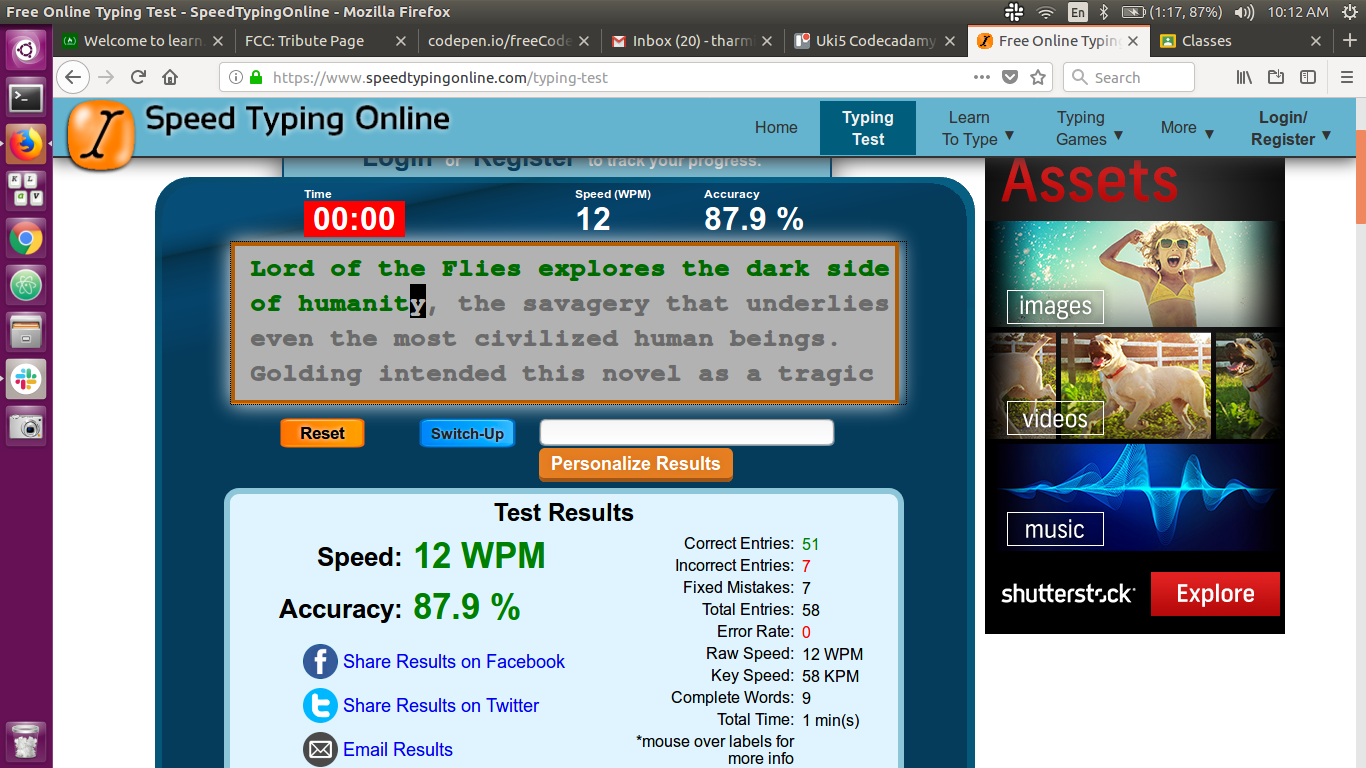 Free Online Typing Test - SpeedTypingOnline - Mozilla Firefox
En
(1:17, 87%)
10:12 AM
Welcome to learn.
FCC: Tribute Page
codepen.io/freeCode
Inbox (20) - tharmi
Uki5 Codecadamy
Free Online Typing
Classes
https://www.speedtypingonline.com/typing-test
Search
Speed Typing Online
Home
Typing
Test
Learn
To Type
Typing
Games
More
Login/
Register
Login or Register to track your progress.
Time
Speed (WPM)
Accuracy
00:00
12
87.9 %
Lord of the Flies explores the dark side
of humanity, the savagery that underlies
even the most civilized human beings.
Golding intended this novel as a tragic
Reset
Switch-Up
Personalize Results
Test Results
Speed: 12 WPM
Accuracy: 87.9 %
Share Results on Facebook
Share Results on Twitter
Email Results
Correct Entries: 51
Incorrect Entries: 7
Fixed Mistakes: 7
Total Entries: 58
Error Rate: 0
Raw Speed: 12 WPM
Key Speed: 58 KPM
Complete Words: 9
Total Time: 1 min(s)
*mouse over labels for
more info
Assets
images
videos
music
shutterstock
Explore
K L
a v